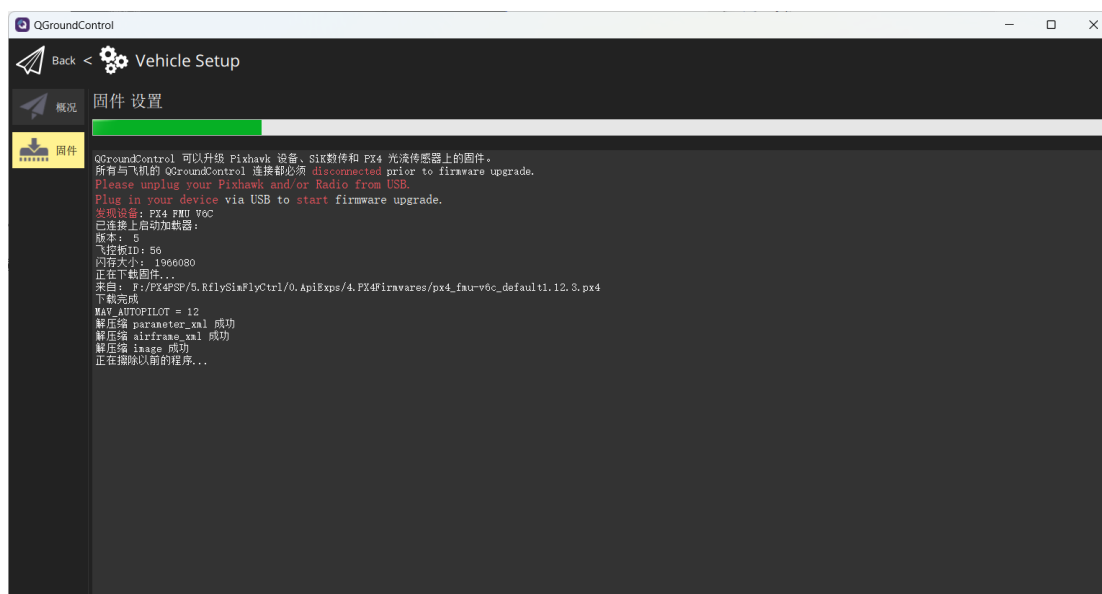 QGroundControl
Back < Vehicle Setup
概况
固件 设置
固件
QGroundControl 可以升级 Pixhawk 设备、SiK数传和 PX4 光流传感器上的固件。
所有与飞机的 QGroundControl 连接都必须 disconnected prior to firmware upgrade.
Please unplug your Pixhawk and/or Radio from USB.
Plug in your device via USB to start firmware upgrade.
发现设备: PX4 FMU V6C
已连接上启动加载器:
版本: 5
飞控板ID: 56
闪存大小: 1966080
正在下载固件...
来自: F:/PX4PSP/5.RflySimFlyCtrl/0.ApiExps/4.PX4Firmwares/px4_fmu-v6c_default1.12.3.px4
下载完成
MAV_AUTOPILOT = 12
解压缩 parameter_xml 成功
解压缩 airframe_xml 成功
解压缩 image 成功
正在擦除以前的程序...